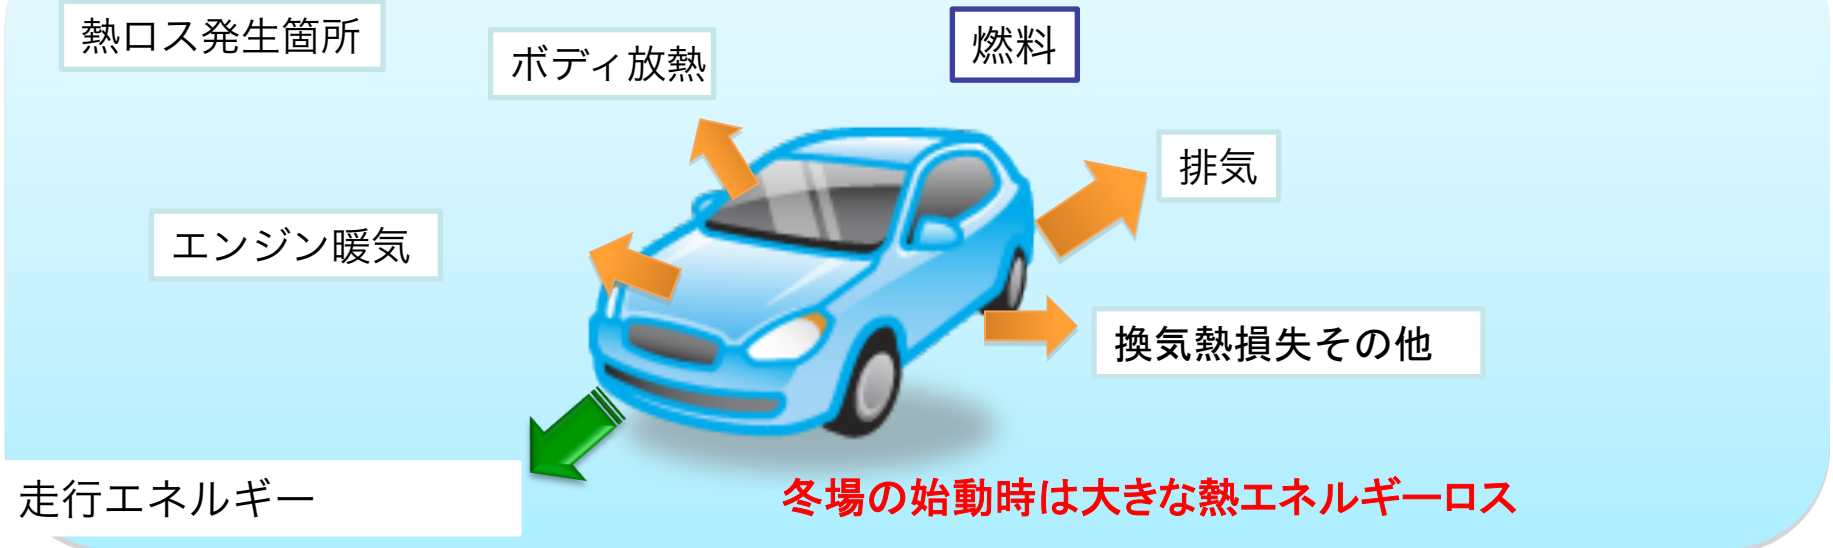 熱ロス発生箇所
ボディ放熱
燃料
排気
エンジン暖気
換気熱損失その他
走行エネルギー
冬場の始動時は大きな熱エネルギーロス